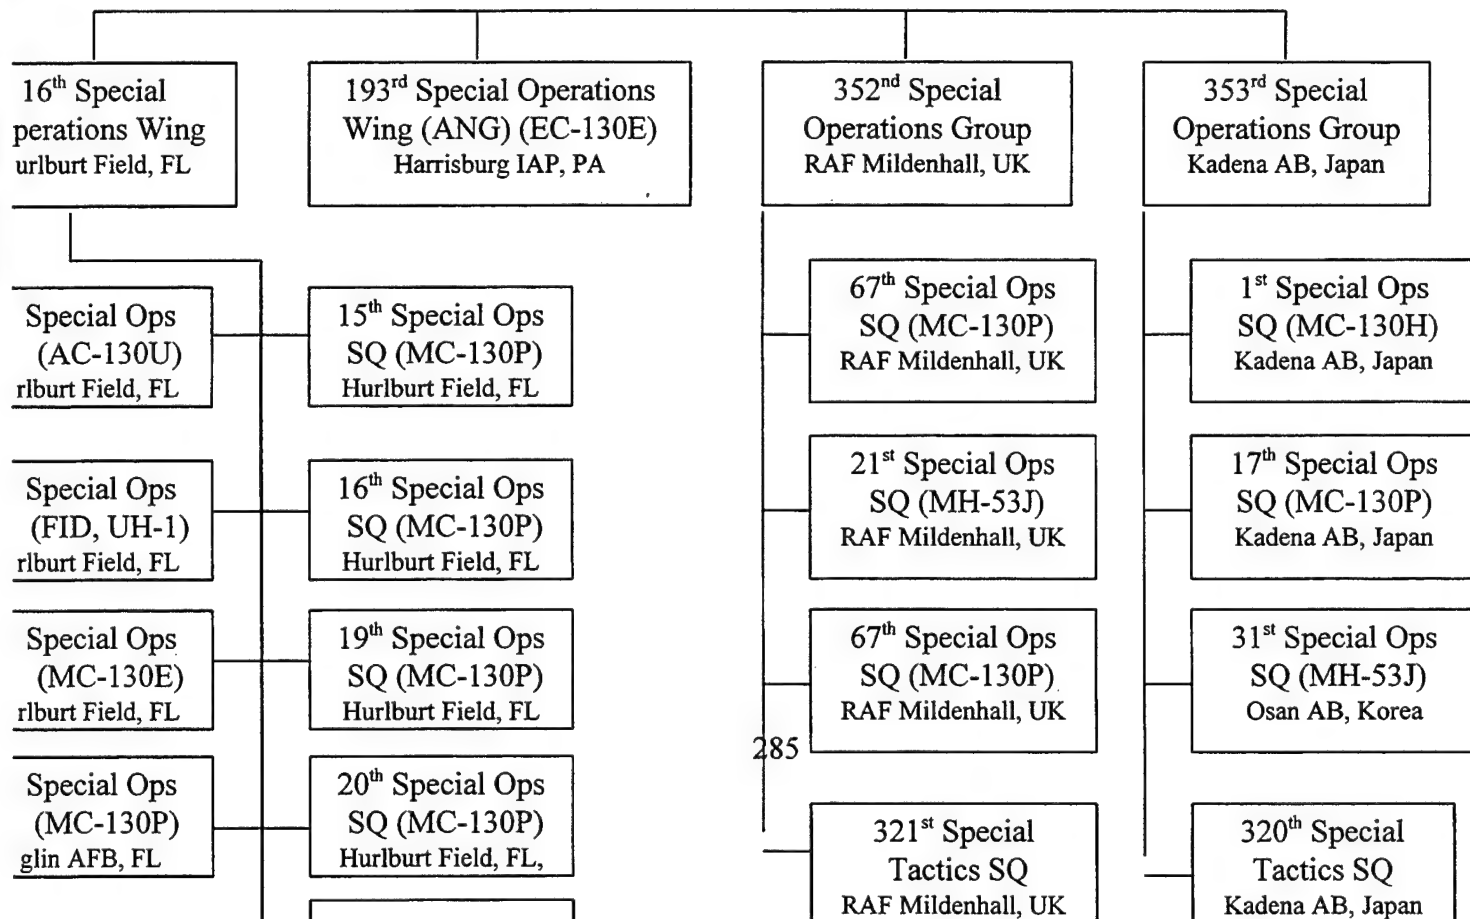 16th Special
perations Wing
urlburt Field, FL
193rd Special Operations
Wing (ANG) (EC-130E)
Harrisburg IAP, PA
352nd Special
Operations Group
RAF Mildenhall, UK
353rd Special
Operations Group
Kadena AB, Japan
Special Ops
(AC-130U)
rlburt Field, FL
Special Ops
(FID, UH-1)
rlburt Field, FL
Special Ops
(MC-130E)
rlburt Field, FL
Special Ops
(MC-130P)
glin AFB, FL
15th Special Ops
SQ (MC-130P)
Hurlburt Field, FL
16th Special Ops
SQ (MC-130P)
Hurlburt Field, FL
19th Special Ops
SQ (MC-130P)
Hurlburt Field, FL
20th Special Ops
SQ (MC-130P)
Hurlburt Field, FL,
67th Special Ops
SQ (MC-130P)
RAF Mildenhall, UK
21st Special Ops
SQ (MH-53J)
RAF Mildenhall, UK
67th Special Ops
SQ (MC-130P)
RAF Mildenhall, UK
285
321st Special
Tactics SQ
RAF Mildenhall, UK
1st Special Ops
SQ (MC-130H)
Kadena AB, Japan
17th Special Ops
SQ (MC-130P)
Kadena AB, Japan
31st Special Ops
SQ (MH-53J)
Osan AB, Korea
320th Special
Tactics SQ
Kadena AB, Japan